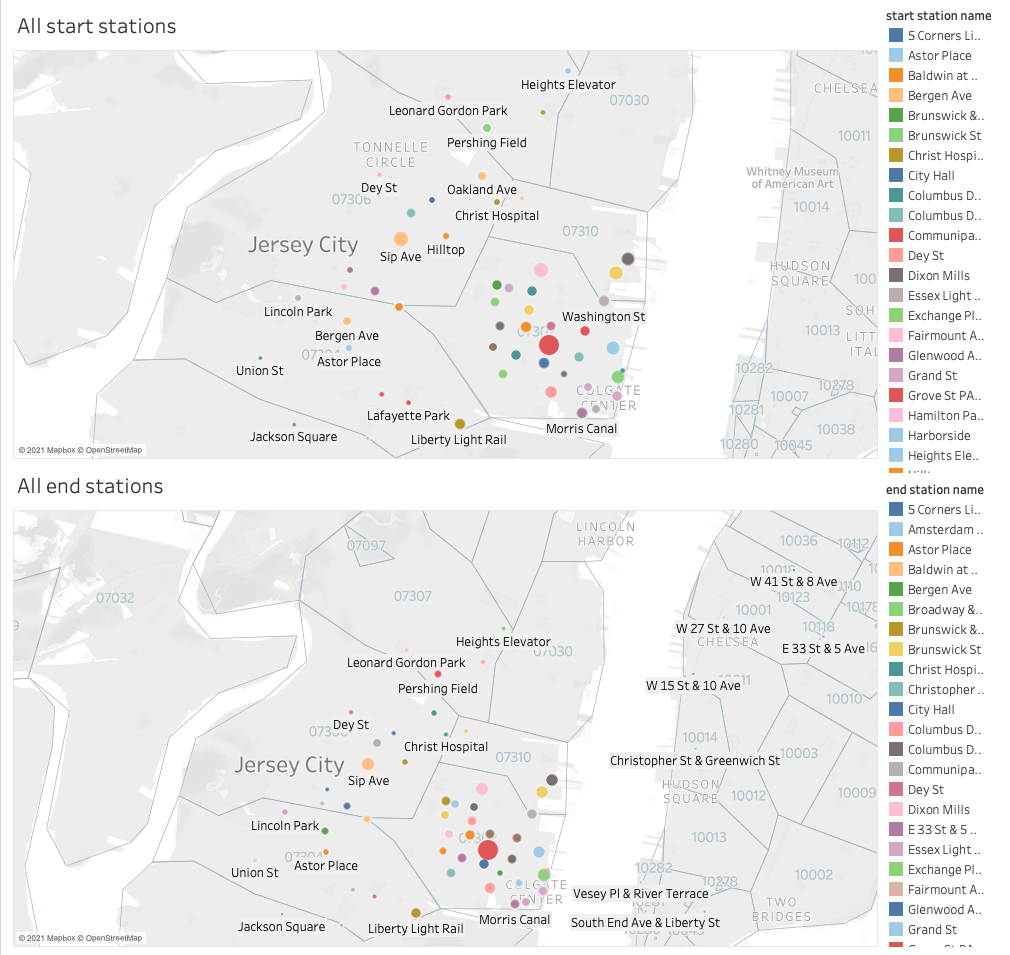 All start stations
start station name
5 Corners Li..
Astor Place
Baldwin at ..
Bergen Ave
Brunswick &..
Brunswick St
Christ Hospi..
City Hall
Columbus D..
Columbus D..
Communipa..
Dey St
Dixon Mills
Essex Light ..
Exchange Pl..
Fairmount A..
Glenwood A..
Grand St
Grove St PA..
Hamilton Pa..
Harborside
Heights Ele..
Heights Elevator
CHELSEA
07030
Leonard Gordon Park
10011
Pershing Field
TONNELLE
CIRCLE
Whitney Museum
of American Art
Dey St
Oakland Ave
07306
Christ Hospital
10014
07310
Jersey City
Hilltop
Sip Ave
HUDSON
SQUARE
Lincoln Park
Washington St
Bergen Ave
10013
Astor Place
Union St
10282
10278
10007
COLGATE
CENTER
Lafayette Park
10281
Morris Canal
10038
Jackson Square
Liberty Light Rail
10280
10045
© 2021 Mapbox © OpenStreetMap
All end stations
end station name
5 Corners Li..
Amsterdam ..
Astor Place
Baldwin at ..
Bergen Ave
Broadway &..
Brunswick &..
Brunswick St
Christ Hospi..
Christopher ..
City Hall
Columbus D..
Columbus D..
Communipa..
Dey St
Dixon Mills
E 33 St & 5 ..
Essex Light ..
Exchange Pl..
Fairmount A..
Glenwood A..
Grand St
LINCOLN
HARBOR
10036
10112
07097
W 41 St & 8 Ave
07032
07307
10123
10001
W 27 St & 10 Ave
10118
CHELSEA
Heights Elevator
E 33 St & 5 Ave
07030
Leonard Gordon Park
Pershing Field
W 15 St & 10 Ave
10010
Dey St
10014
Christ Hospital
10003
07310
Christopher St & Greenwich St
Jersey City
Sip Ave
HUDSON
SQUARE
10012
10009
Lincoln Park
10013
Astor Place
Union St
10282
10002
10278
COLGATE
CENTER
Vesey Pl & River Terrace
TWO
BRIDGES
Morris Canal
South End Ave & Liberty St
Jackson Square
Liberty Light Rail
© 2021 Mapbox © OpenStreetMap